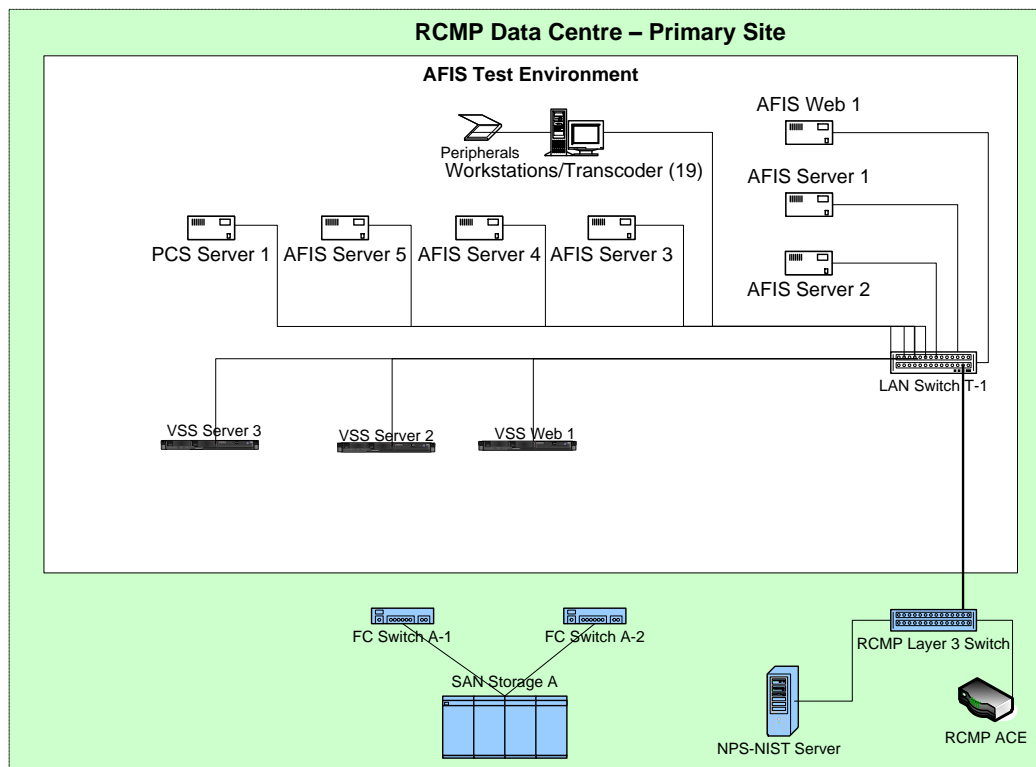 RCMP Data Centre – Primary Site
AFIS Test Environment
AFIS Web 1
Peripherals
Workstations/Transcoder (19)
AFIS Server 1
PCS Server 1
AFIS Server 5
AFIS Server 4
AFIS Server 3
AFIS Server 2
LAN Switch T-1
VSS Server 3
VSS Server 2
VSS Web 1
FC Switch A-1
FC Switch A-2
RCMP Layer 3 Switch
SAN Storage A
NPS-NIST Server
RCMP ACE